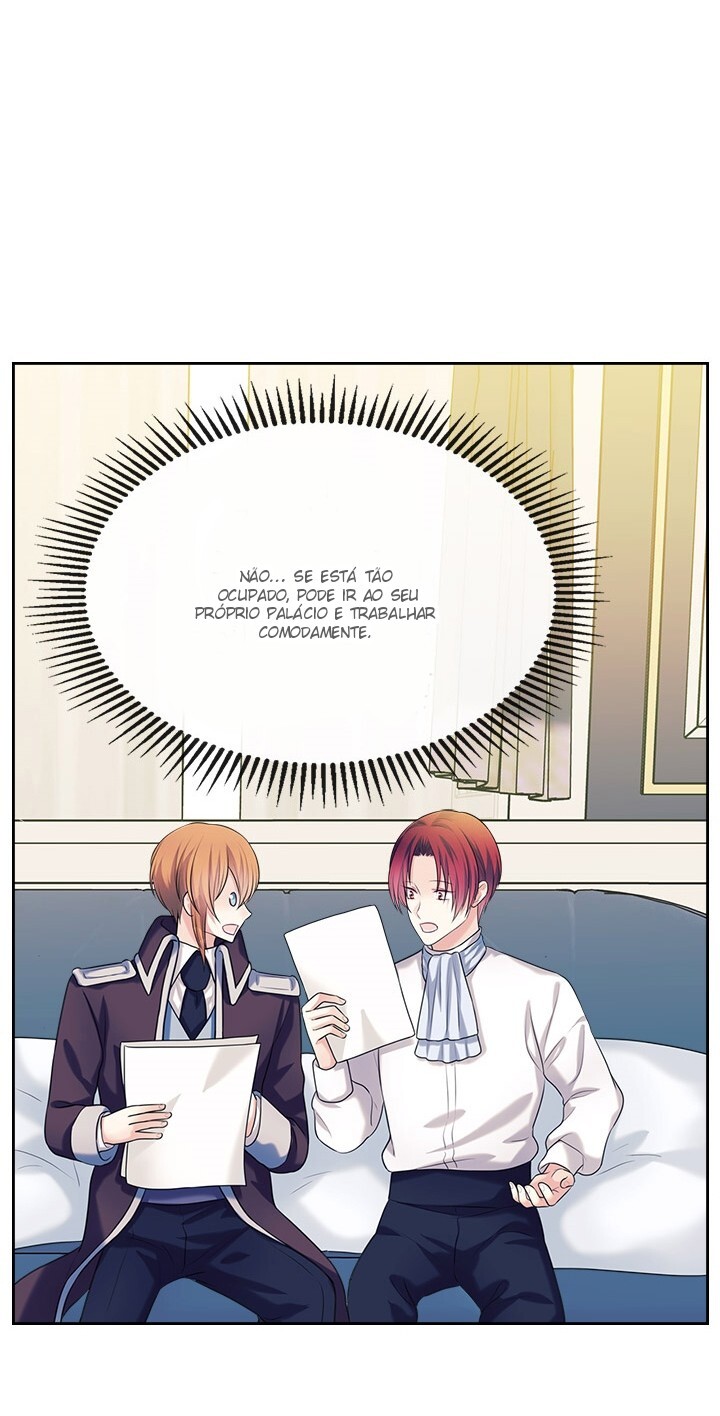 NÃO... SE ESTÁ TÃO
OCUPADO, PODE IR AO SEU
PRÓPRIO PALÁCIO E TRABALHAR
COMODAMENTE.